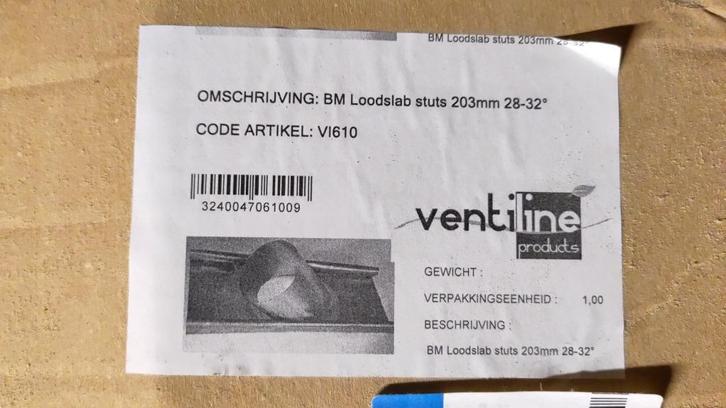 BM Loodslab stuts 203mm 28-32°
OMSCHRIJVING: BM Loodslab stuts 203mm 28-32°
CODE ARTIKEL: VI610
3240047061009
ventiline
products
GEWICHT :
VERPAKKINGSEENHEID : 1,00
BESCHRIJVING :
BM Loodslab stuts 203mm 28-32°